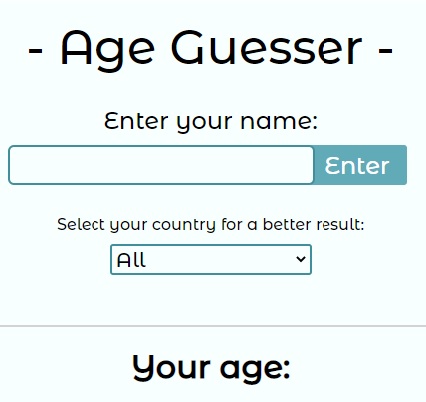 - Age Guesser -
Enter your name:
Enter
Select your country for a better result:
All
Your age: